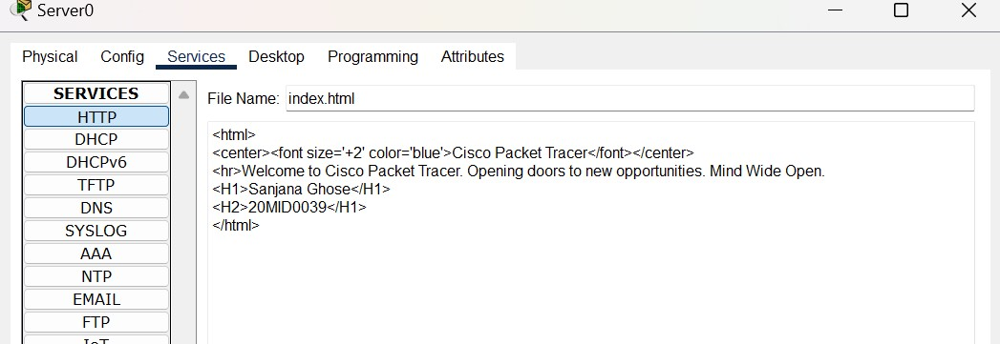 Server0
Physical Config Services Desktop Programming Attributes
SERVICES
HTTP
DHCP
DHCPv6
TFTP
DNS
SYSLOG
AAA
NTP
EMAIL
FTP
IoT
File Name: index.html
<html>
<center><font size='+2' color='blue'>Cisco Packet Tracer</font></center>
<hr>Welcome to Cisco Packet Tracer. Opening doors to new opportunities. Mind Wide Open.
<H1>Sanjana Ghose</H1>
<H2>20MID0039</H1>
</html>